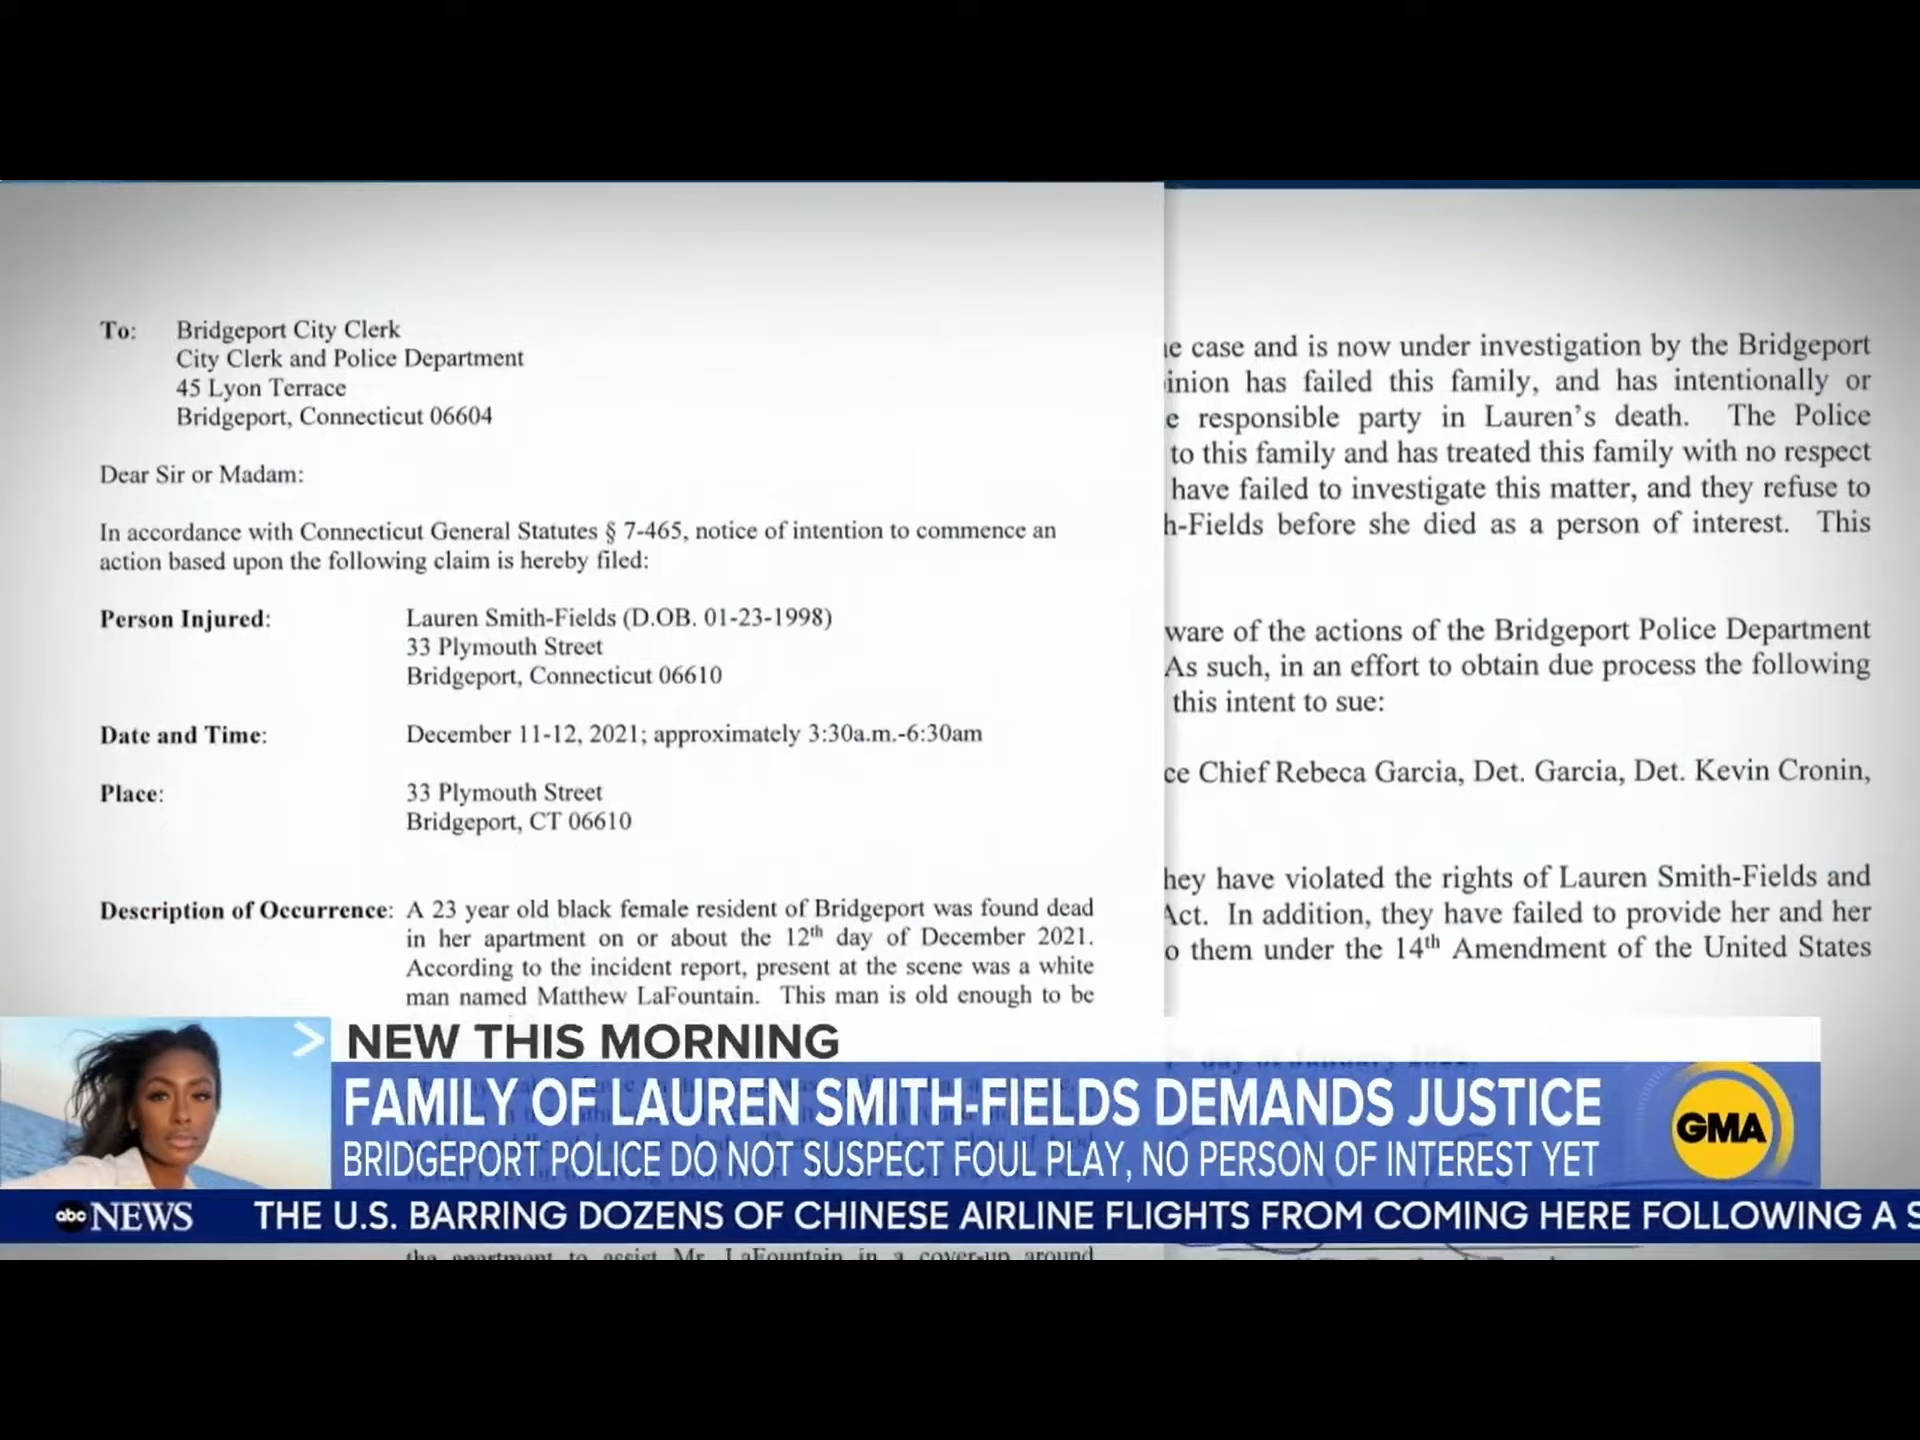 To: Bridgeport City Clerk
City Clerk and Police Department
45 Lyon Terrace
Bridgeport, Connecticut 06604
Dear Sir or Madam:
In accordance with Connecticut General Statutes § 7-465, notice of intention to commence an
action based upon the following claim is hereby filed:
Person Injured: Lauren Smith-Fields (D.OB. 01-23-1998)
33 Plymouth Street
Bridgeport, Connecticut 06610
Date and Time: December 11-12, 2021; approximately 3:30a.m.-6:30am
Place: 33 Plymouth Street
Bridgeport, CT 06610
Description of Occurrence: A 23 year old black female resident of Bridgeport was found dead
in her apartment on or about the 12th day of December 2021.
According to the incident report, present at the scene was a white
man named Matthew LaFountain. This man is old enough to be
case and is now under investigation by the Bridgeport
inion has failed this family, and has intentionally or
responsible party in Lauren's death. The Police
to this family and has treated this family with no respect
have failed to investigate this matter, and they refuse to
h-Fields before she died as a person of interest. This
ware of the actions of the Bridgeport Police Department
As such, in an effort to obtain due process the following
this intent to sue:
ce Chief Rebeca Garcia, Det. Garcia, Det. Kevin Cronin,
hey have violated the rights of Lauren Smith-Fields and
Act. In addition, they have failed to provide her and her
o them under the 14th Amendment of the United States
NEW THIS MORNING
FAMILY OF LAUREN SMITH-FIELDS DEMANDS JUSTICE
BRIDGEPORT POLICE DO NOT SUSPECT FOUL PLAY, NO PERSON OF INTEREST YET
GMA
abc NEWS THE U.S. BARRING DOZENS OF CHINESE AIRLINE FLIGHTS FROM COMING HERE FOLLOWING A S
the apartment to assist Mr. LaFountain in a cover-up around